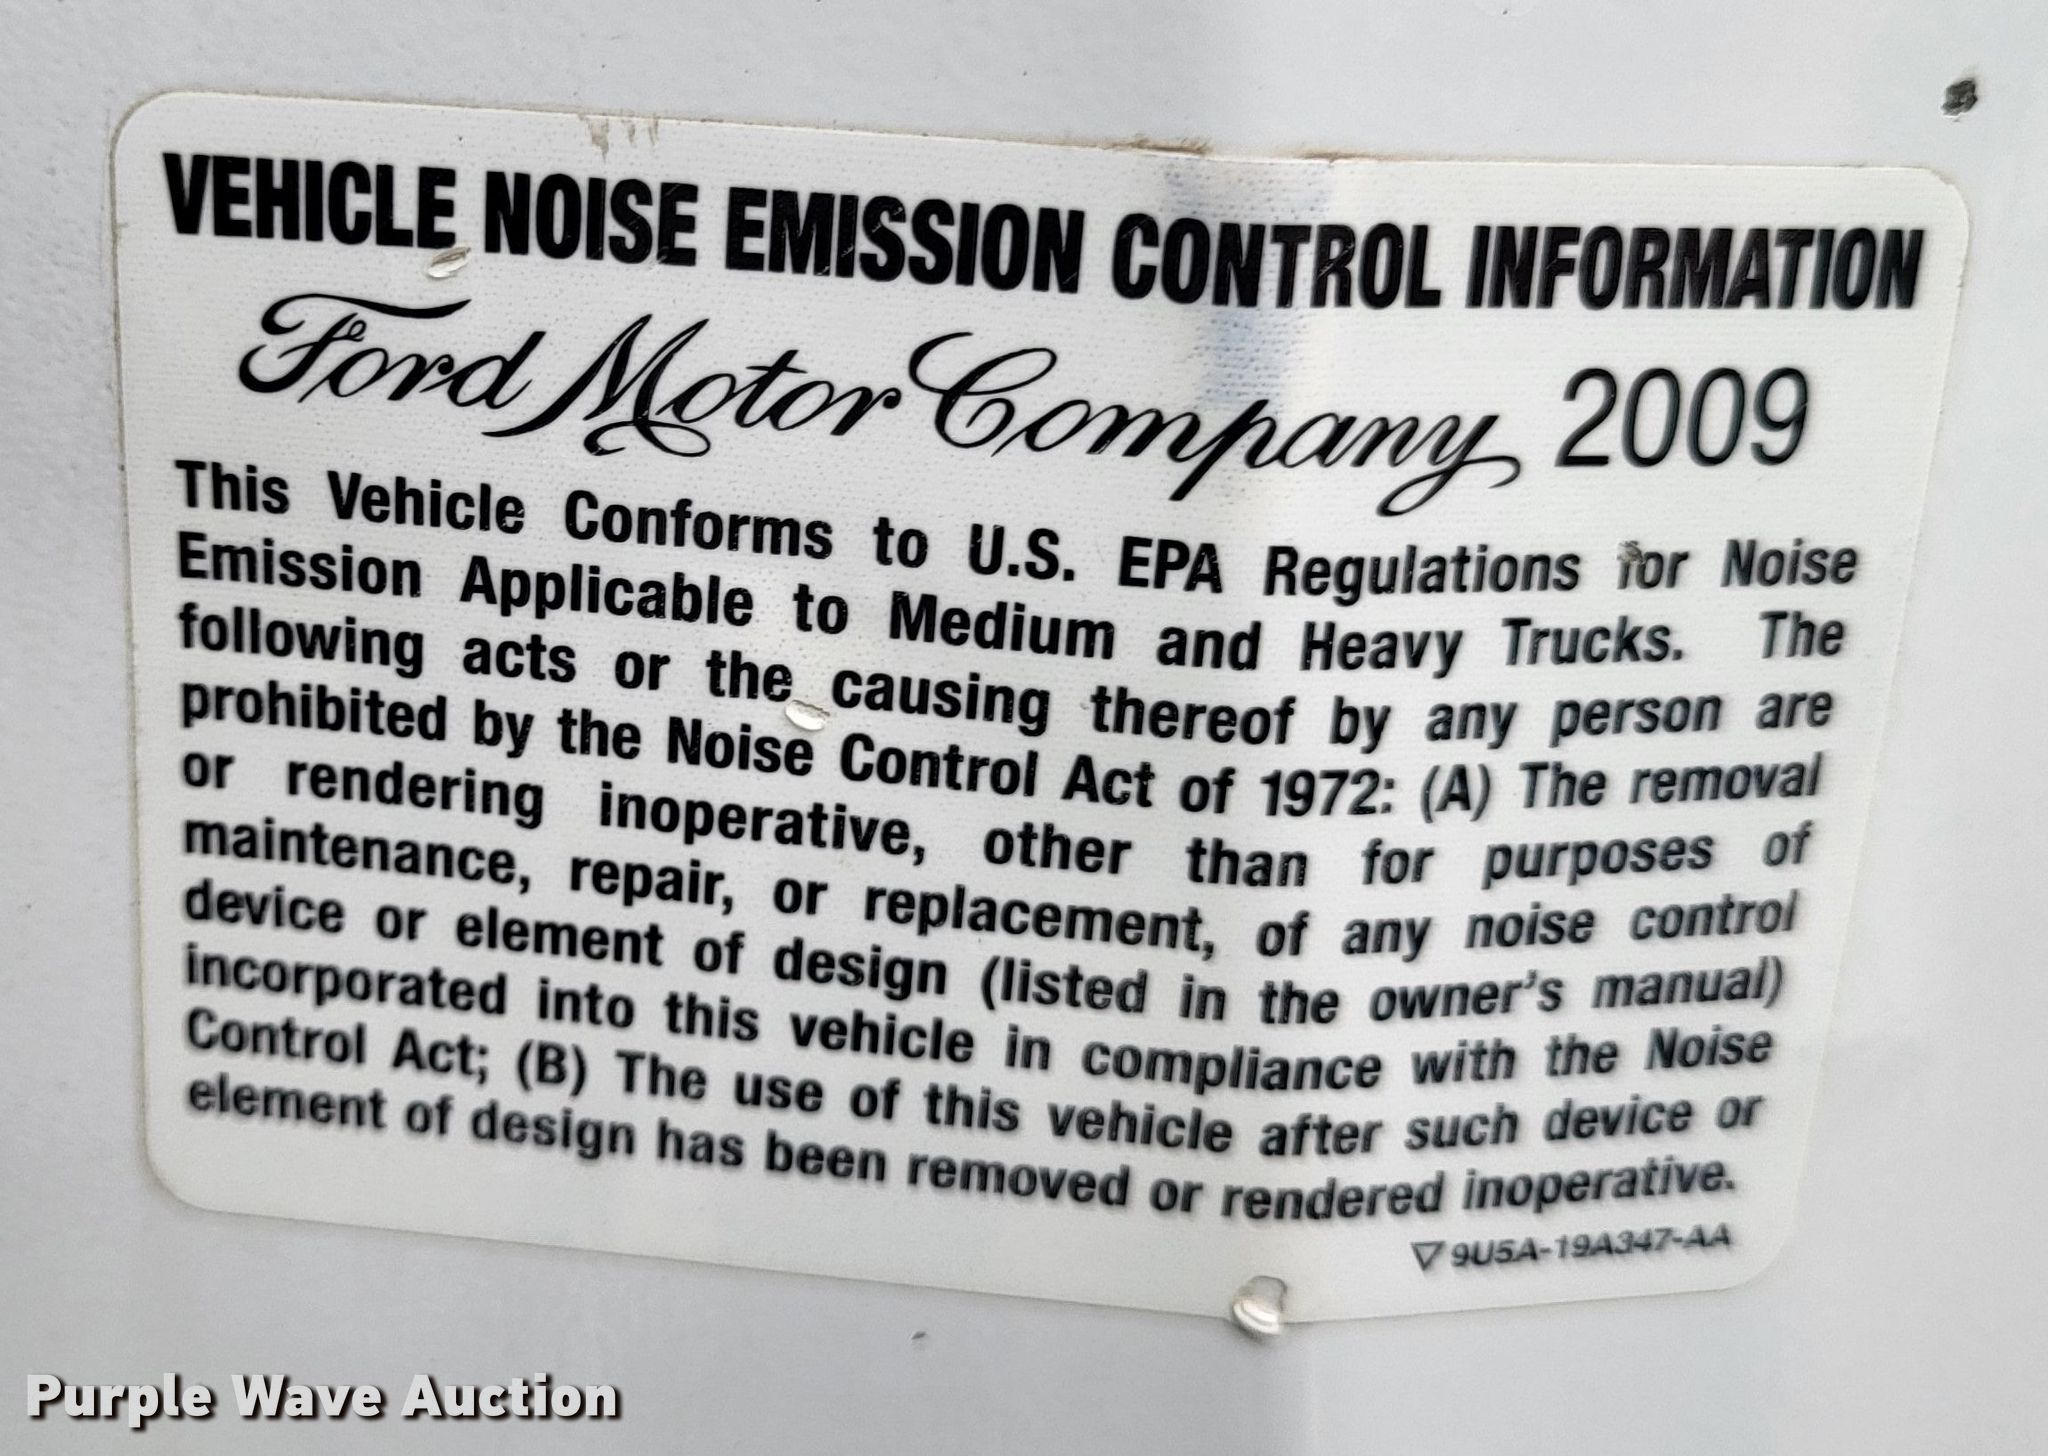 VEHICLE NOISE EMISSION CONTROL INFORMATION
Ford Motor Company 2009
This Vehicle Conforms to U.S. EPA Regulations for Noise
Emission Applicable to Medium and Heavy Trucks. The
following acts or the causing thereof by any person are
prohibited by the Noise Control Act of 1972: (A) The removal
or rendering inoperative, other than for purposes of
maintenance, repair, or replacement, of any noise control
device or element of design (listed in the owner's manual)
incorporated into this vehicle in compliance with the Noise
Control Act; (B) The use of this vehicle after such device or
element of design has been removed or rendered inoperative.
▽ 9U5A-19A347-AA
Purple Wave Auction